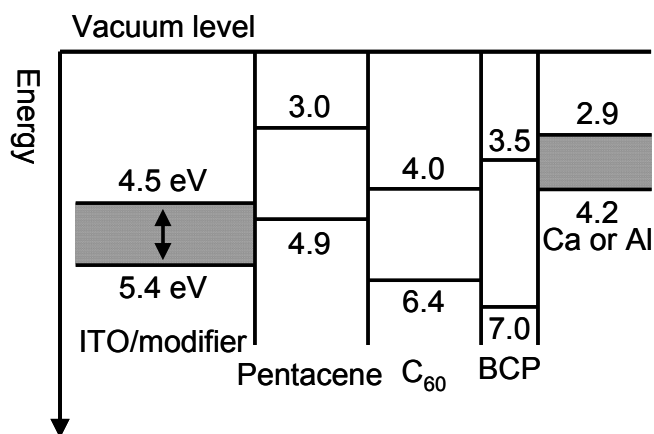 Vacuum level
Energy
3.0
2.9
3.5
4.5 eV
4.0
4.9
4.2
Ca or Al
5.4 eV
6.4
7.0
ITO/modifier
Pentacene
C₆₀
BCP